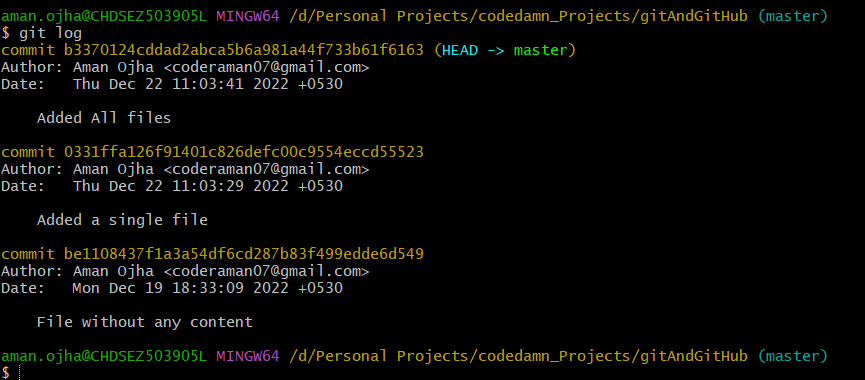 aman.ojha@CHDSEZ503905L MINGW64 /d/Personal Projects/codedamn_Projects/gitAndGitHub (master)
$ git log
commit b3370124cddad2abca5b6a981a44f733b61f6163 (HEAD -> master)
Author: Aman Ojha <coderaman07@gmail.com>
Date:   Thu Dec 22 11:03:41 2022 +0530

    Added All files

commit 0331ffa126f91401c826defc00c9554eccd55523
Author: Aman Ojha <coderaman07@gmail.com>
Date:   Thu Dec 22 11:03:29 2022 +0530

    Added a single file

commit be1108437f1a3a54df6cd287b83f499edde6d549
Author: Aman Ojha <coderaman07@gmail.com>
Date:   Mon Dec 19 18:33:09 2022 +0530

    File without any content

aman.ojha@CHDSEZ503905L MINGW64 /d/Personal Projects/codedamn_Projects/gitAndGitHub (master)
$